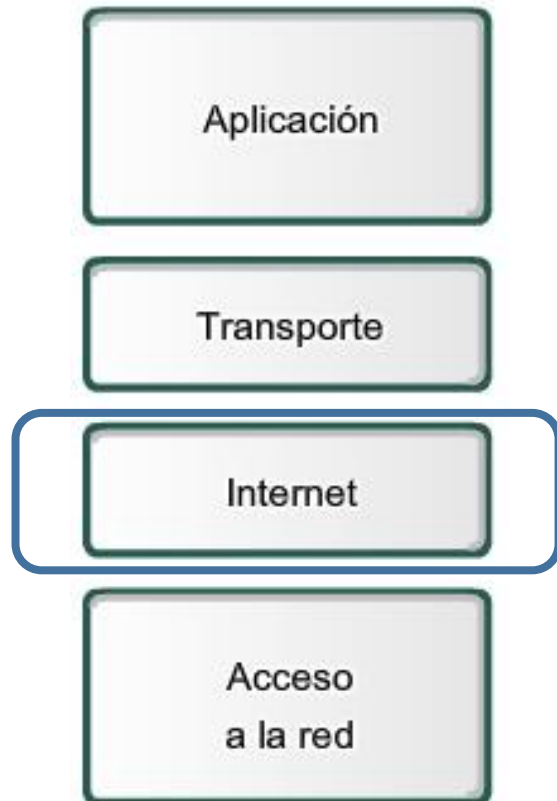 Aplicación
Transporte
Internet
Acceso
a la red